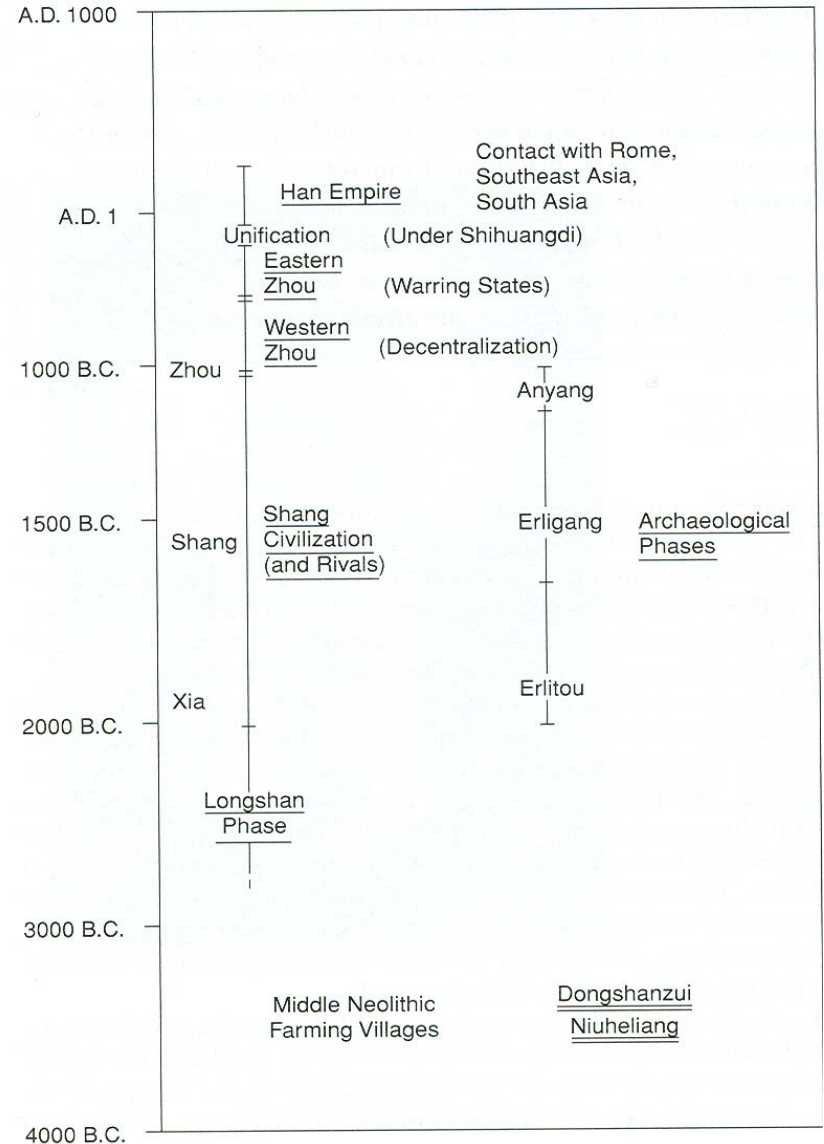 A.D. 1000
Contact with Rome,
Southeast Asia,
South Asia
Han Empire
A.D. 1
Unification (Under Shihuangdi)
Eastern
Zhou (Warring States)
Western
Zhou (Decentralization)
1000 B.C. Zhou
Anyang
Shang
Civilization
(and Rivals)
1500 B.C. Shang
Erligang
Archaeological
Phases
Erlitou
Xia
2000 B.C.
Longshan
Phase
3000 B.C.
Middle Neolithic
Farming Villages
Dongshanzui
Niuheliang
4000 B.C.